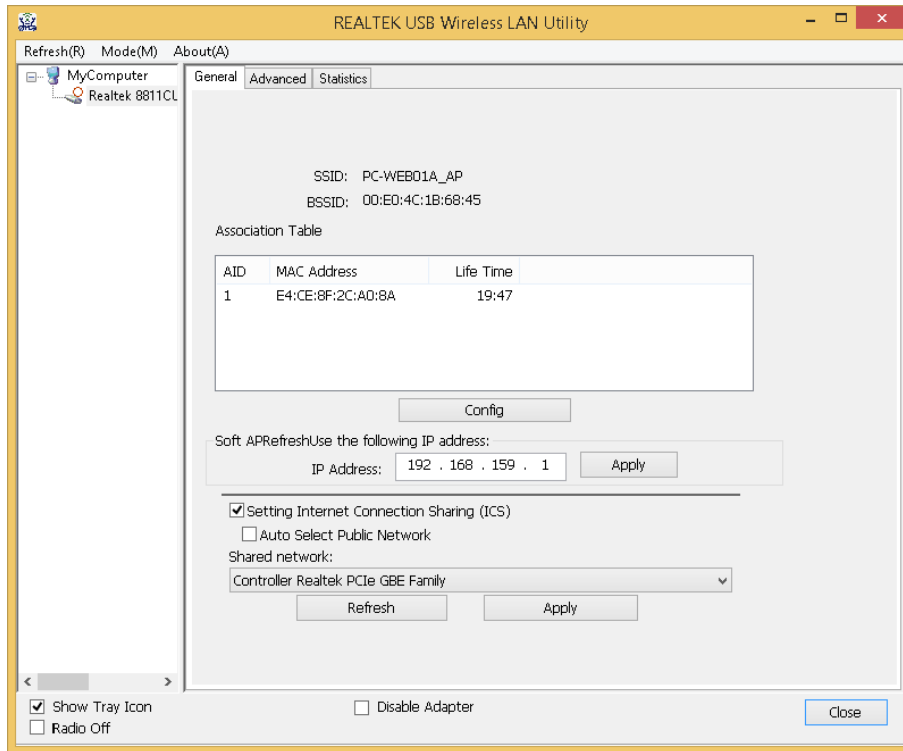 REALTEK USB Wireless LAN Utility
Refresh(R) Mode(M) About(A)
MyComputer
Realtek 8811CU
General Advanced Statistics
SSID: PC-WEB01A_AP
BSSID: 00:E0:4C:1B:68:45
Association Table
AID MAC Address Life Time
1 E4:CE:8F:2C:A0:8A 19:47
Config
Soft APRefreshUse the following IP address:
IP Address: 192 . 168 . 159 . 1 Apply
Setting Internet Connection Sharing (ICS)
Auto Select Public Network
Shared network:
Controller Realtek PCIe GBE Family
Refresh Apply
Show Tray Icon Disable Adapter
Radio Off
Close